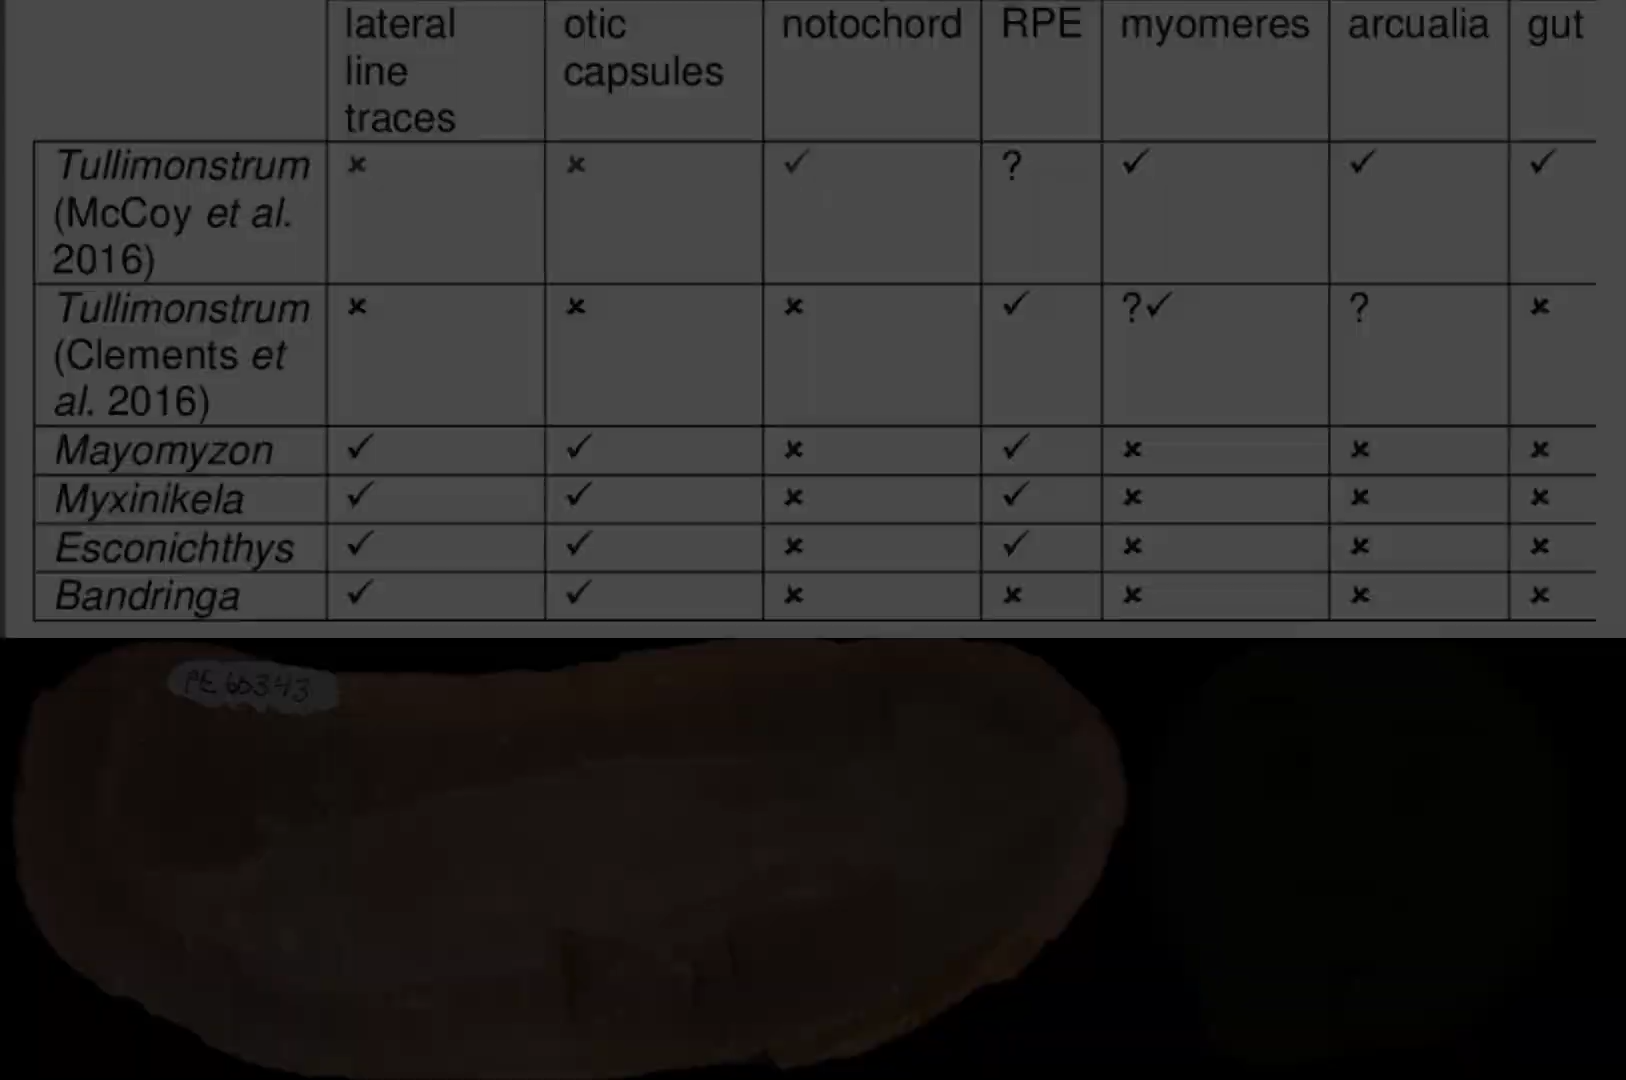 lateral line traces otic capsules notochord RPE myomeres arcualia gut
Tullimonstrum (McCoy et al. 2016) × × ✓ ? ✓ ✓ ✓
Tullimonstrum (Clements et al. 2016) × × × ✓ ?✓ ? ×
Mayomyzon ✓ ✓ × ✓ × × ×
Myxinikela ✓ ✓ × ✓ × × ×
Esconichthys ✓ ✓ × ✓ × × ×
Bandringa ✓ ✓ × × × × ×
PE 60343